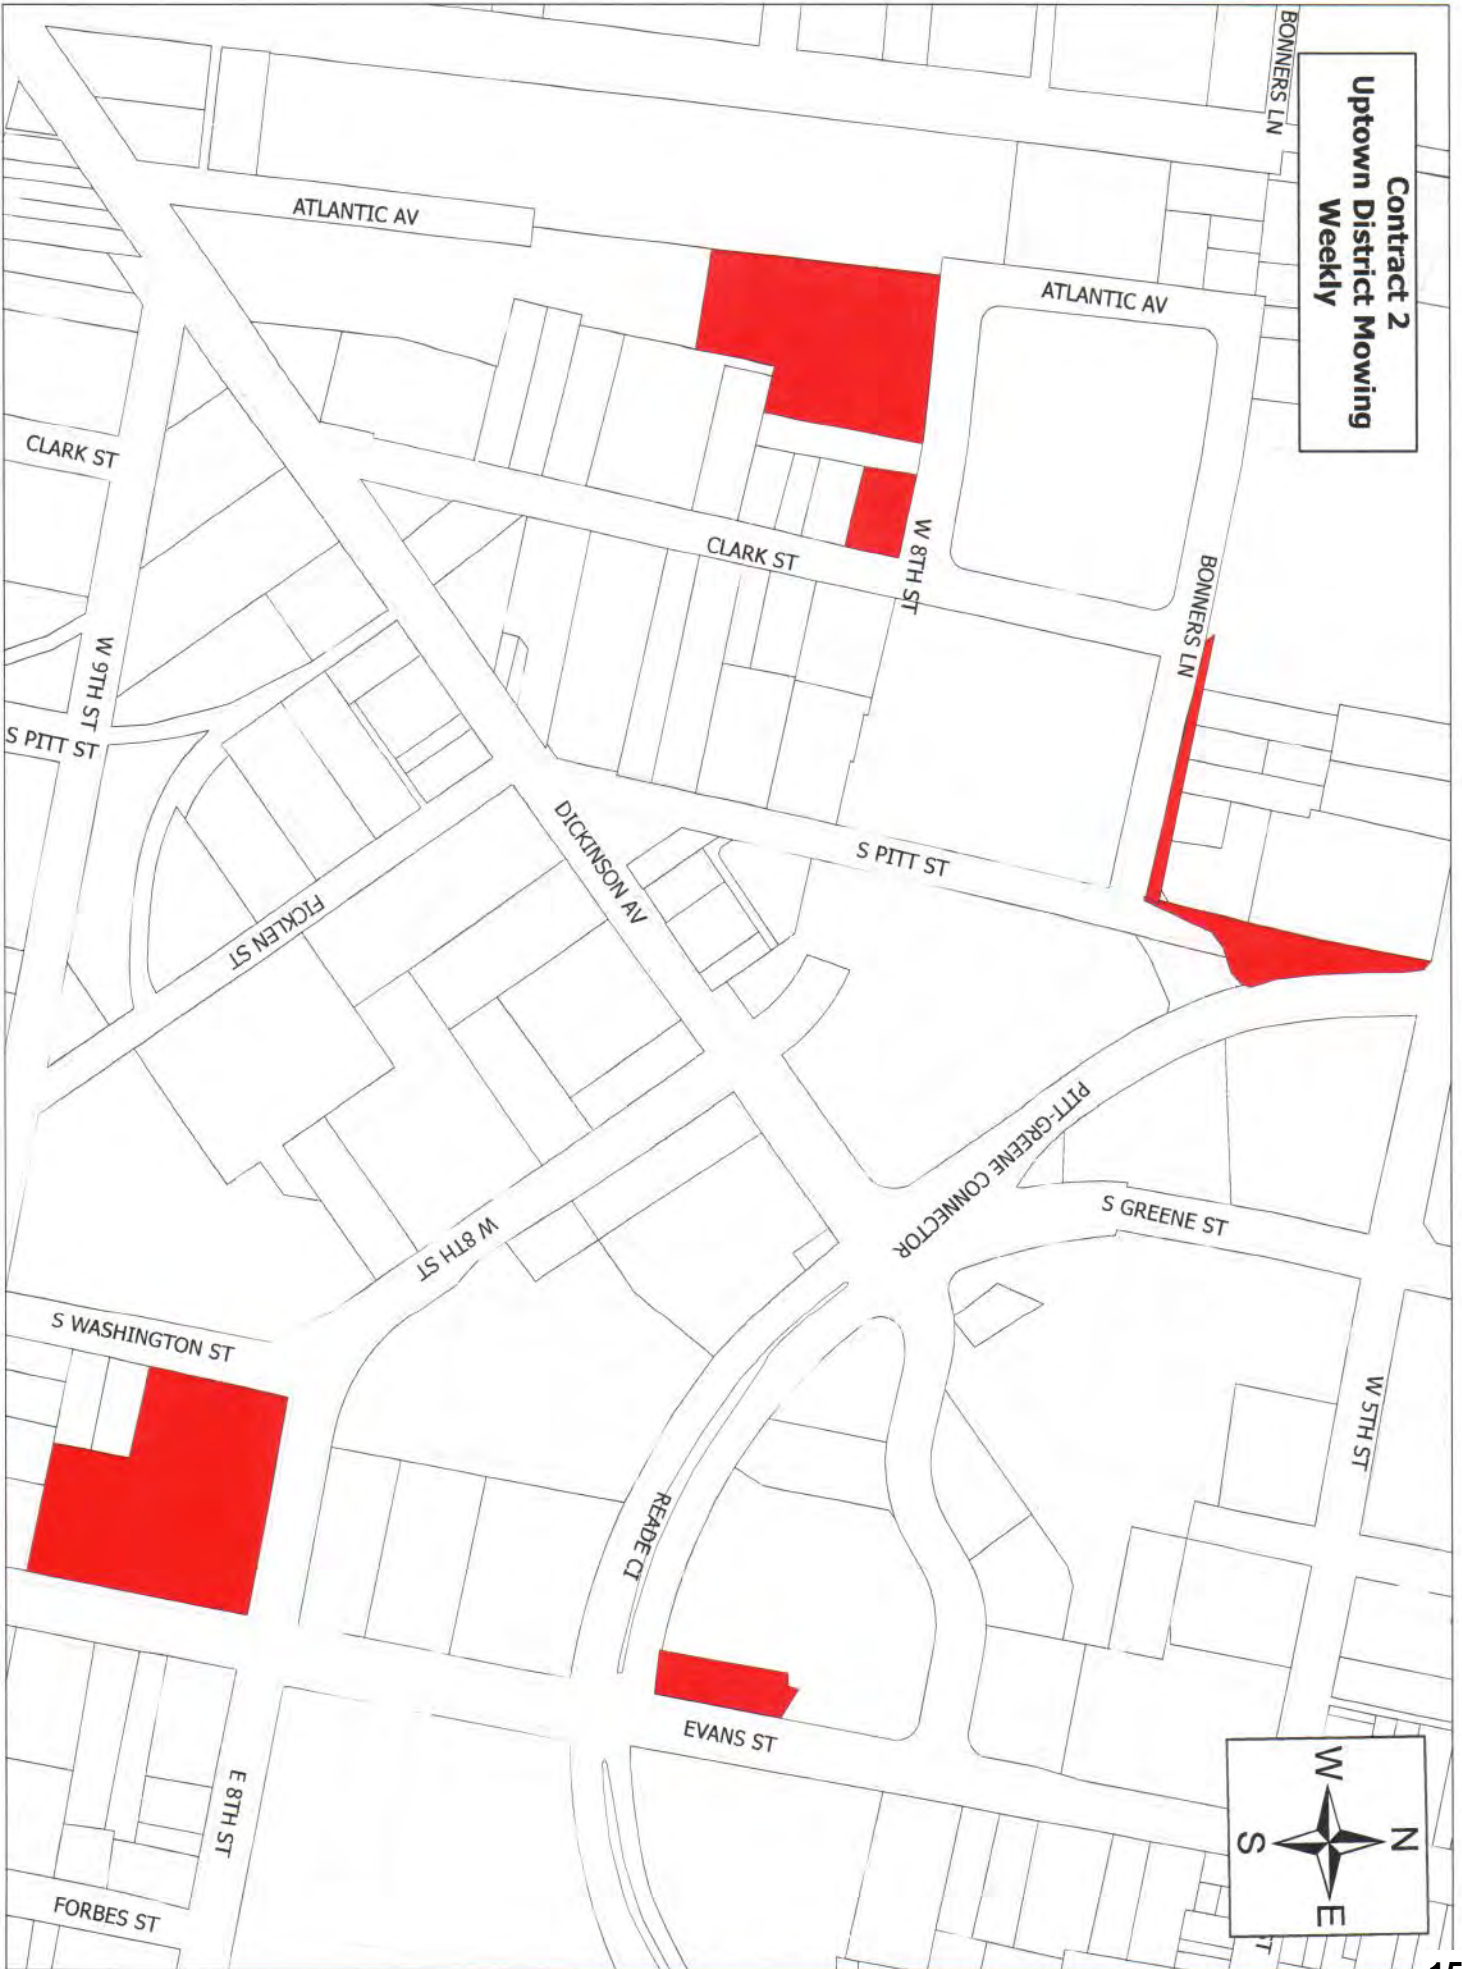 Contract 2
Uptown District Mowing
Weekly
BONNERS LN
ATLANTIC AV
ATLANTIC AV
CLARK ST
CLARK ST
W 8TH ST
BONNERS LN
W 9TH ST
S PITT ST
DICKINSON AV
S PITT ST
FICKLEN ST
PITT-GREENE CONNECTOR
S GREENE ST
W 8TH ST
S WASHINGTON ST
W 5TH ST
READE CI
EVANS ST
E 8TH ST
FORBES ST
N
W
E
S
ST
15